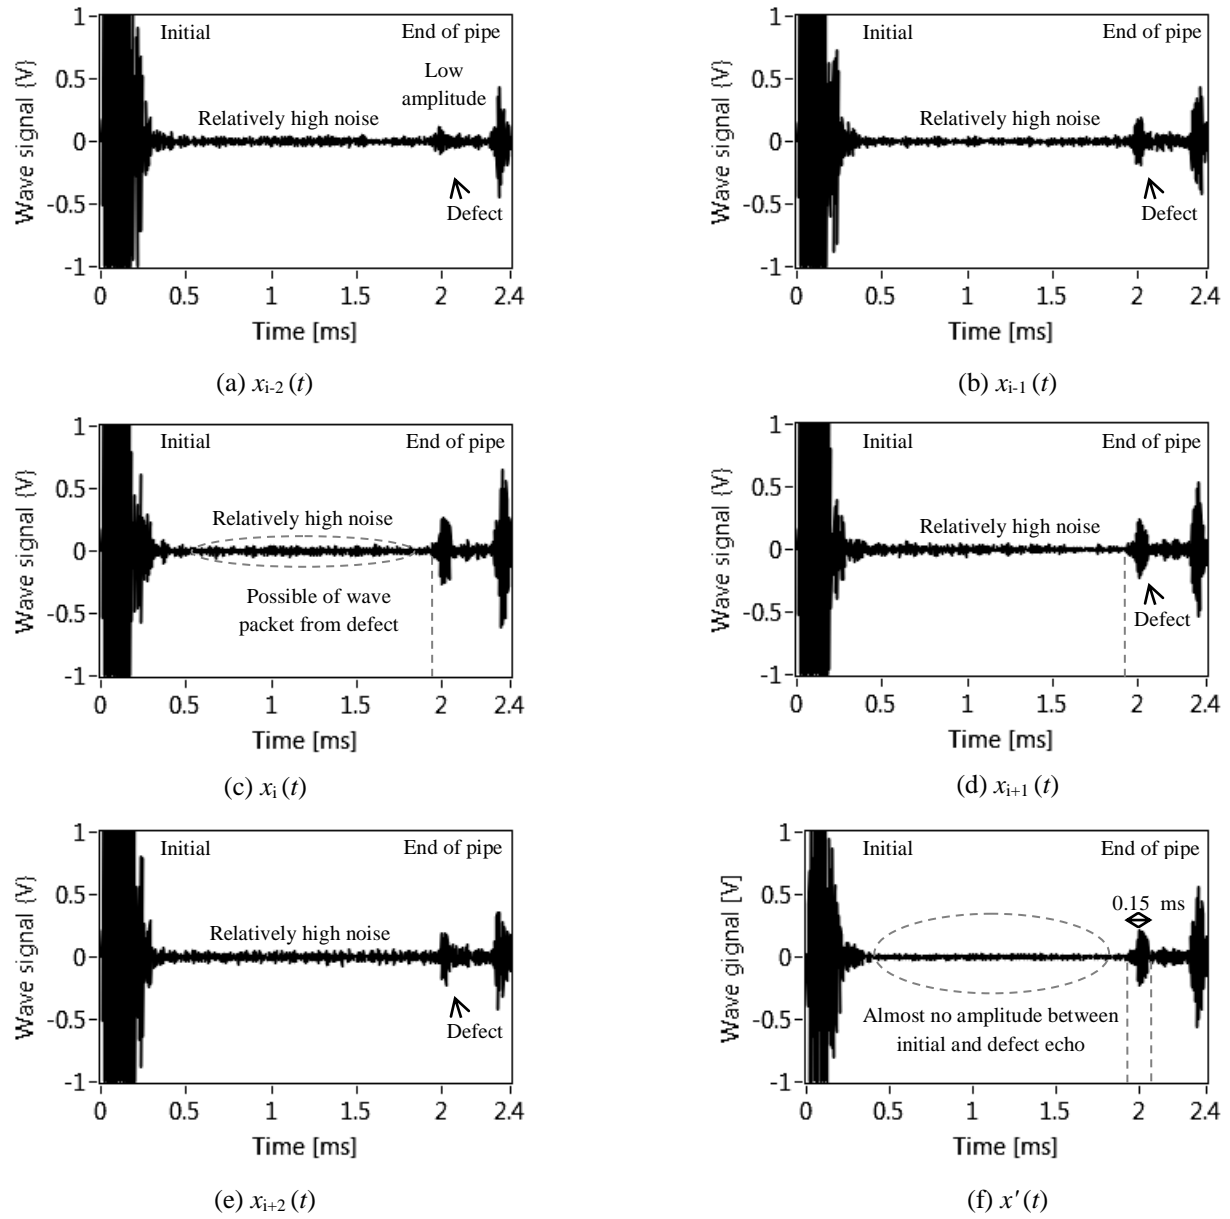 Wave signal {V}
1
0.5
0
-0.5
-1
Initial
End of pipe
Low
amplitude
Relatively high noise
Defect
0 0.5 1 1.5 2 2.4
Time [ms]
(a) xi-2 (t)
Wave signal {V}
1
0.5
0
-0.5
-1
Initial
End of pipe
Relatively high noise
Defect
0 0.5 1 1.5 2 2.4
Time [ms]
(b) xi-1 (t)
Wave signal {V}
1
0.5
0
-0.5
-1
Initial
End of pipe
Relatively high noise
Possible of wave
packet from defect
0 0.5 1 1.5 2 2.4
Time [ms]
(c) xi (t)
Wave signal {V}
1
0.5
0
-0.5
-1
Initial
End of pipe
Relatively high noise
Defect
0 0.5 1 1.5 2 2.4
Time [ms]
(d) xi+1 (t)
Wave signal {V}
1
0.5
0
-0.5
-1
Initial
End of pipe
Relatively high noise
Defect
0 0.5 1 1.5 2 2.4
Time [ms]
(e) xi+2 (t)
Wave gignal [V]
1
0.5
0
-0.5
-1
Initial
End of pipe
0.15 ms
Almost no amplitude between
initial and defect echo
0 0.5 1 1.5 2 2.4
Time [ms]
(f) x′(t)